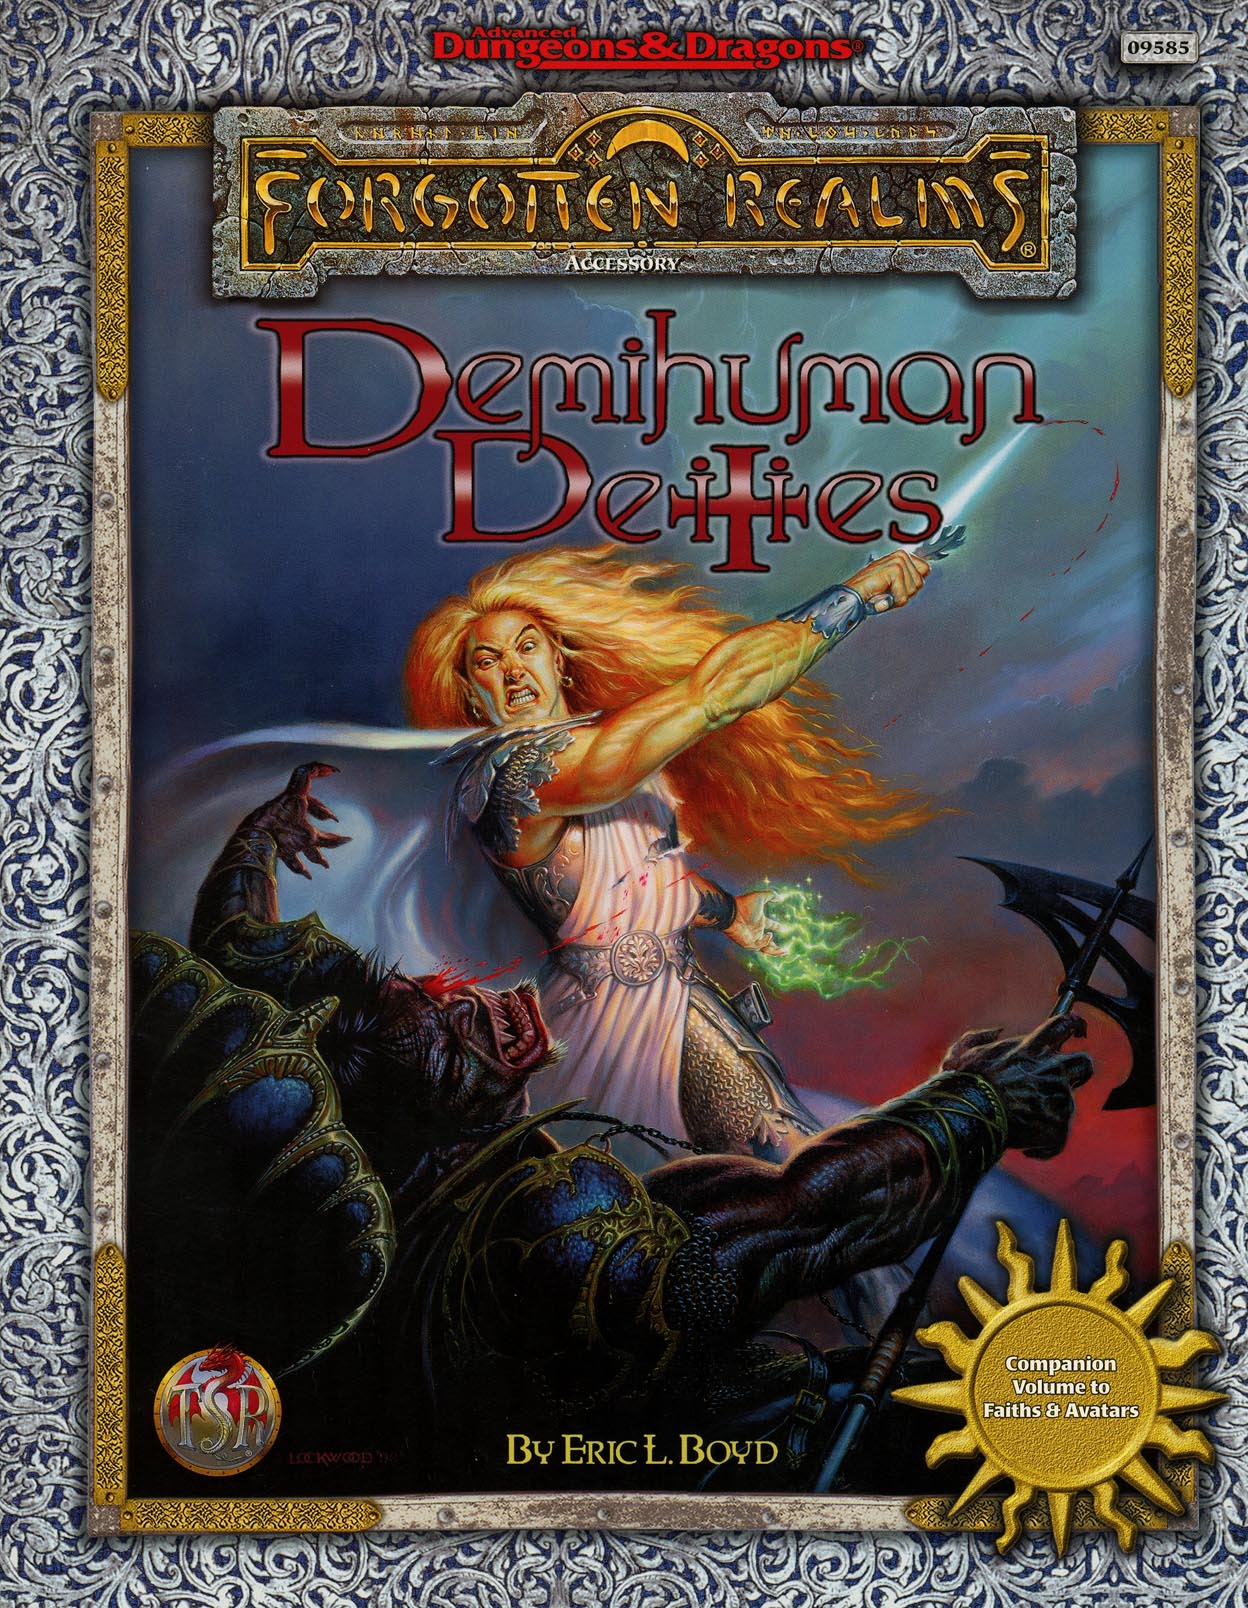 Advanced
Dungeons & Dragons®
09585
FORGOTTEN REALMS®
ACCESSORY
Demihuman
Deities
Companion
Volume to
Faiths & Avatars
TSR
LOCKWOOD '98
BY ERIC L. BOYD